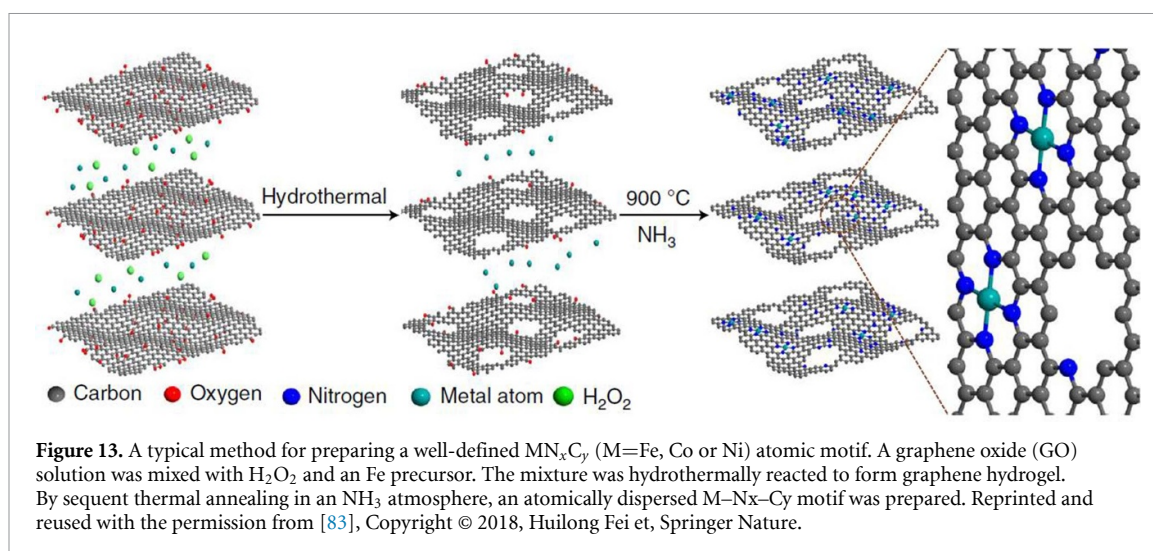 Hydrothermal
900 °C
NH₃
Carbon Oxygen Nitrogen Metal atom H₂O₂
Figure 13. A typical method for preparing a well-defined MNₓCᵧ (M=Fe, Co or Ni) atomic motif. A graphene oxide (GO)
solution was mixed with H₂O₂ and an Fe precursor. The mixture was hydrothermally reacted to form graphene hydrogel.
By sequent thermal annealing in an NH₃ atmosphere, an atomically dispersed M–Nx–Cy motif was prepared. Reprinted and
reused with the permission from [83], Copyright © 2018, Huilong Fei et, Springer Nature.